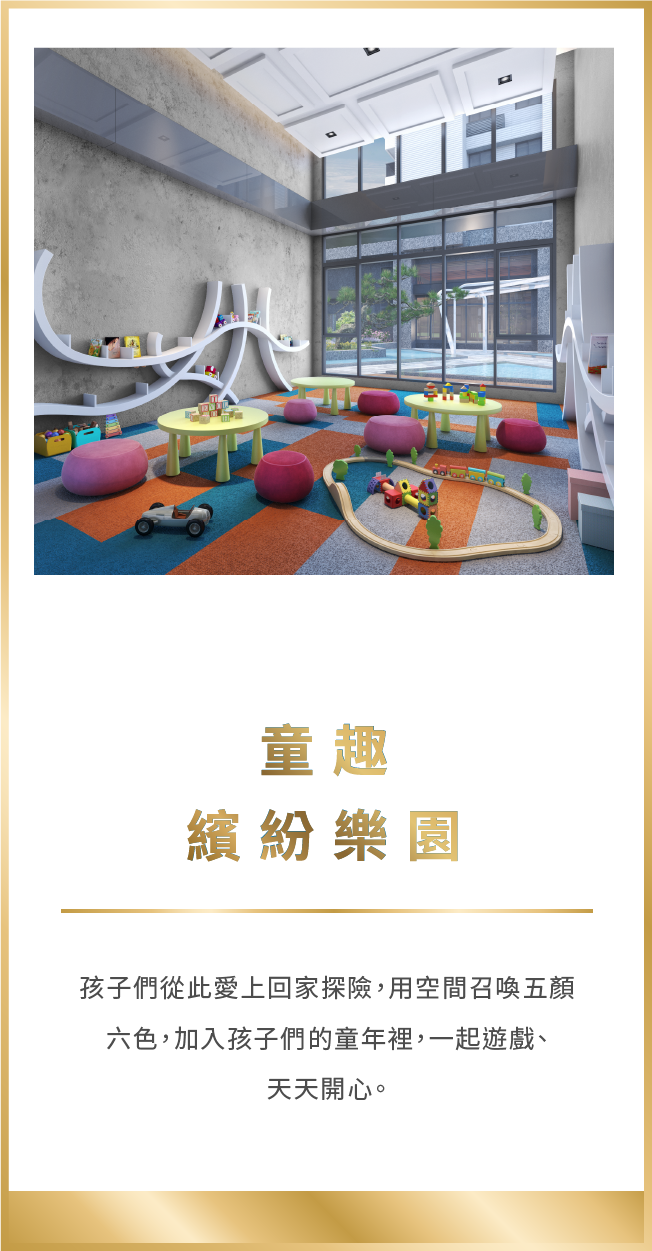 童趣
繽紛樂園
孩子們從此愛上回家探險，用空間召喚五顏
六色，加入孩子們的童年裡，一起遊戲、
天天開心。